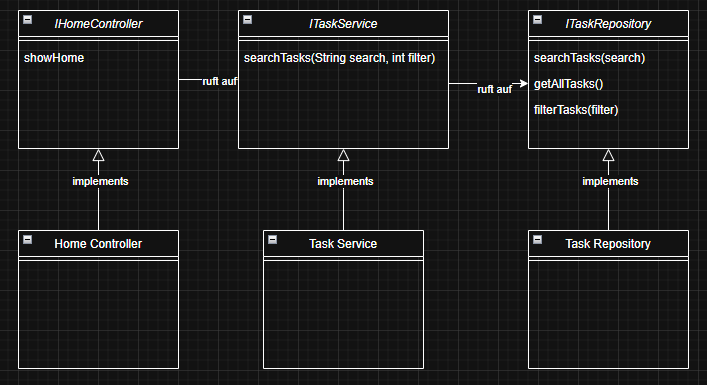 IHomeController
showHome
ruft auf
ITaskService
searchTasks(String search, int filter)
ruft auf
ITaskRepository
searchTasks(search)
getAllTasks()
filterTasks(filter)
implements
implements
implements
Home Controller
Task Service
Task Repository